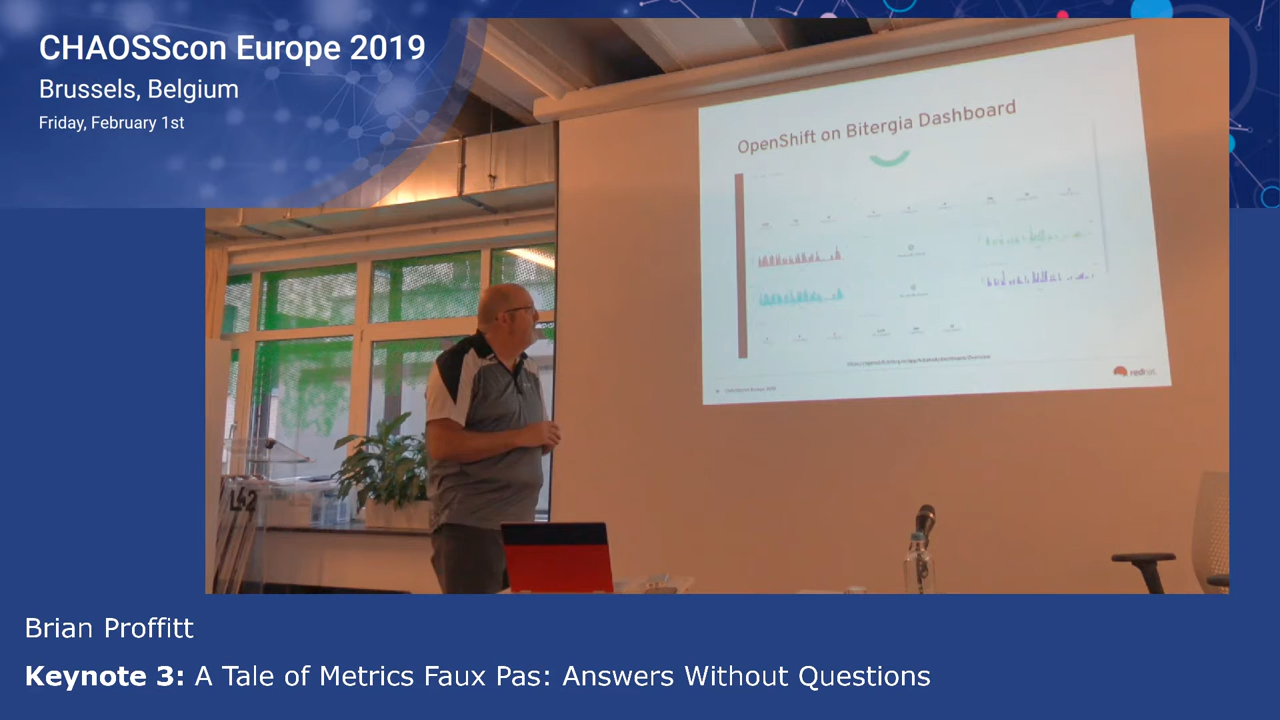 CHAOSScon Europe 2019
Brussels, Belgium
Friday, February 1st
OpenShift on Bitergia Dashboard
redhat
L42
Brian Proffitt
Keynote 3: A Tale of Metrics Faux Pas: Answers Without Questions